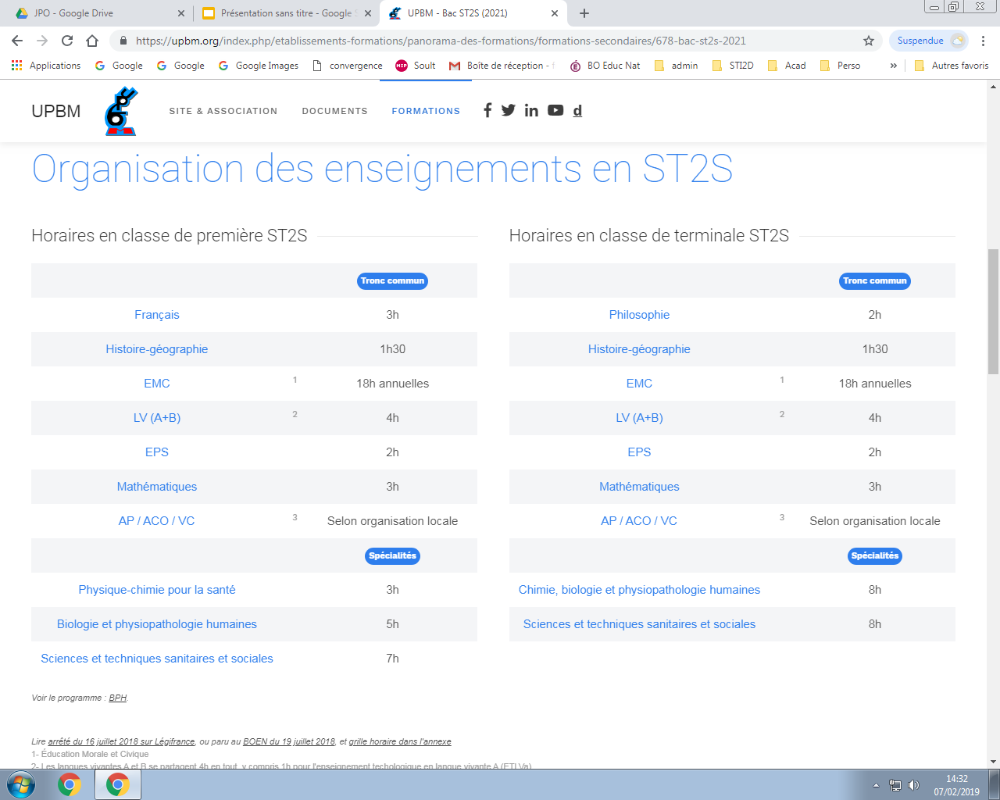 JPO - Google Drive
Présentation sans titre - Google S
UPBM - Bac ST2S (2021)
https://upbm.org/index.php/etablissements-formations/panorama-des-formations/formations-secondaires/678-bac-st2s-2021
Suspendue
Applications Google Google Google Images convergence MIP Soult Boîte de réception - f BO Educ Nat admin STI2D Acad Perso » Autres favoris
UPBM SITE & ASSOCIATION DOCUMENTS FORMATIONS
Organisation des enseignements en ST2S
Horaires en classe de première ST2S
Tronc commun
Français 3h
Histoire-géographie 1h30
EMC 1 18h annuelles
LV (A+B) 2 4h
EPS 2h
Mathématiques 3h
AP / ACO / VC 3 Selon organisation locale
Spécialités
Physique-chimie pour la santé 3h
Biologie et physiopathologie humaines 5h
Sciences et techniques sanitaires et sociales 7h
Horaires en classe de terminale ST2S
Tronc commun
Philosophie 2h
Histoire-géographie 1h30
EMC 1 18h annuelles
LV (A+B) 2 4h
EPS 2h
Mathématiques 3h
AP / ACO / VC 3 Selon organisation locale
Spécialités
Chimie, biologie et physiopathologie humaines 8h
Sciences et techniques sanitaires et sociales 8h
Voir le programme : BPH.
Lire arrêté du 16 juillet 2018 sur Légifrance, ou paru au BOEN du 19 juillet 2018, et grille horaire dans l'annexe
1- Éducation Morale et Civique
2- Les langues vivantes A et B se partagent 4h en tout, y compris 1h pour l'enseignement techologique en langue vivante A (ETLVa)
14:32
07/02/2019